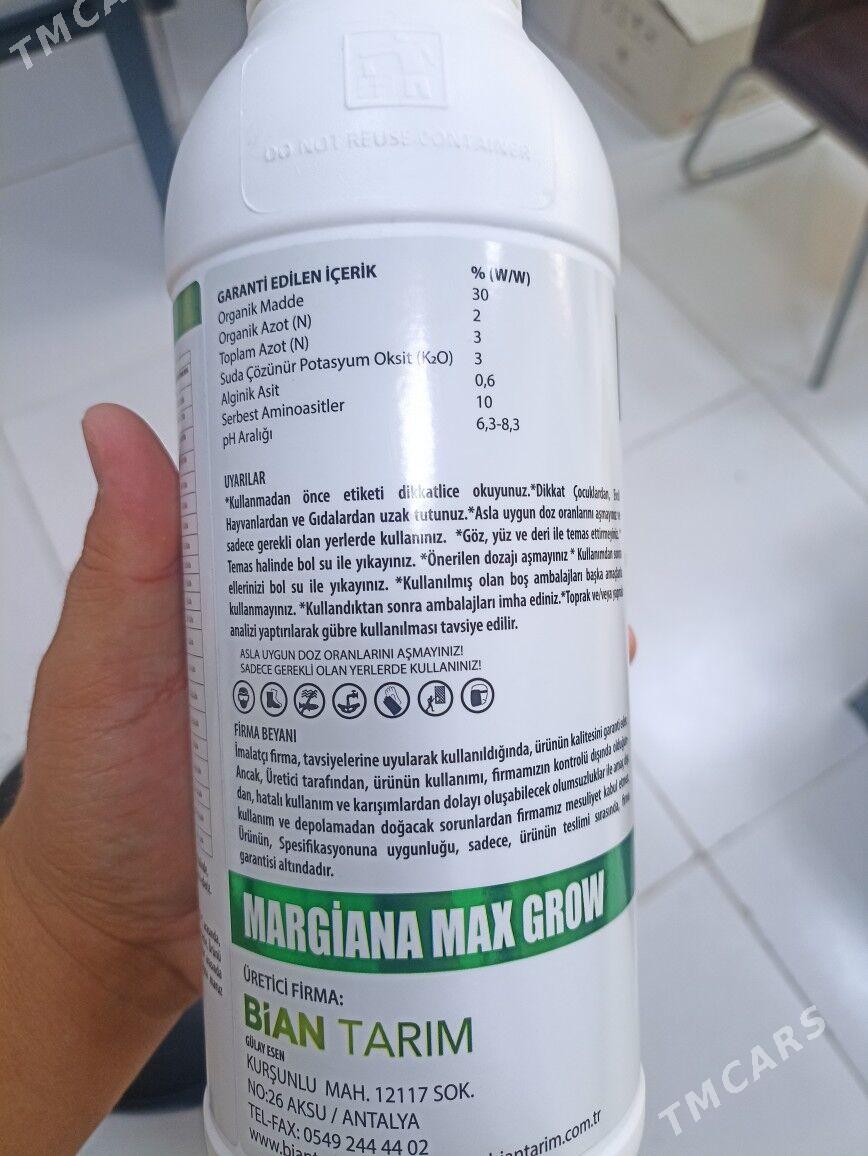 TMCARS
DO NOT REUSE CONTAINER
GARANTİ EDİLEN İÇERİK % (W/W)
Organik Madde 30
Organik Azot (N) 2
Toplam Azot (N) 3
Suda Çözünür Potasyum Oksit (K₂O) 3
Alginik Asit 0,6
Serbest Aminoasitler 10
pH Aralığı 6,3-8,3
UYARILAR
*Kullanmadan önce etiketi dikkatlice okuyunuz.*Dikkat Çocuklardan,
Hayvanlardan ve Gıdalardan uzak tutunuz.*Asla uygun doz oranlarını aşmayınız ve
sadece gerekli olan yerlerde kullanınız. *Göz, yüz ve deri ile temas ettirmeyiniz. *
Temas halinde bol su ile yıkayınız. *Önerilen dozajı aşmayınız * Kullanımdan sonra
ellerinizi bol su ile yıkayınız. *Kullanılmış olan boş ambalajları başka amaçlarla
kullanmayınız. *Kullandıktan sonra ambalajları imha ediniz.*Toprak ve/veya yaprak
analizi yaptırılarak gübre kullanılması tavsiye edilir.
ASLA UYGUN DOZ ORANLARINI AŞMAYINIZ!
SADECE GEREKLİ OLAN YERLERDE KULLANINIZ!
FİRMA BEYANI
İmalatçı firma, tavsiyelerine uyularak kullanıldığında, ürünün kalitesini garanti eder.
Ancak, Üretici tarafından, ürünün kullanımı, firmamızın kontrolü dışında olduğun
dan, hatalı kullanım ve karışımlardan dolayı oluşabilecek olumsuzluklar ile amaç dışı
kullanım ve depolamadan doğacak sorunlardan firmamız mesuliyet kabul etmez.
Ürünün, Spesifikasyonuna uygunluğu, sadece, ürünün teslimi sırasında,
garantisi altındadır.
MARGİANA MAX GROW
ÜRETİCİ FİRMA:
BiAN TARIM
GÜLAY ESEN
KURŞUNLU MAH. 12117 SOK.
NO:26 AKSU / ANTALYA
TEL-FAX: 0549 244 44 02
biantarim.com.tr
TMCARS